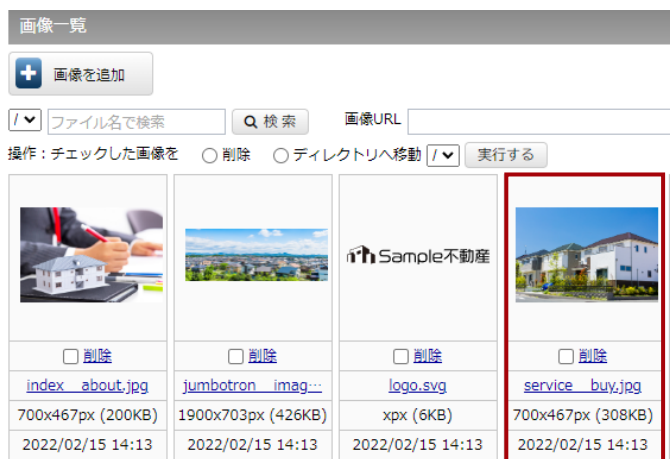 画像一覧
画像を追加
/ ファイル名で検索 検 索 画像URL
操作：チェックした画像を 削除 ディレクトリへ移動 / 実行する
Sample不動産
削除 削除 削除 削除
index__about.jpg jumbotron__imag… logo.svg service__buy.jpg
700x467px (200KB) 1900x703px (426KB) xpx (6KB) 700x467px (308KB)
2022/02/15 14:13 2022/02/15 14:13 2022/02/15 14:13 2022/02/15 14:13